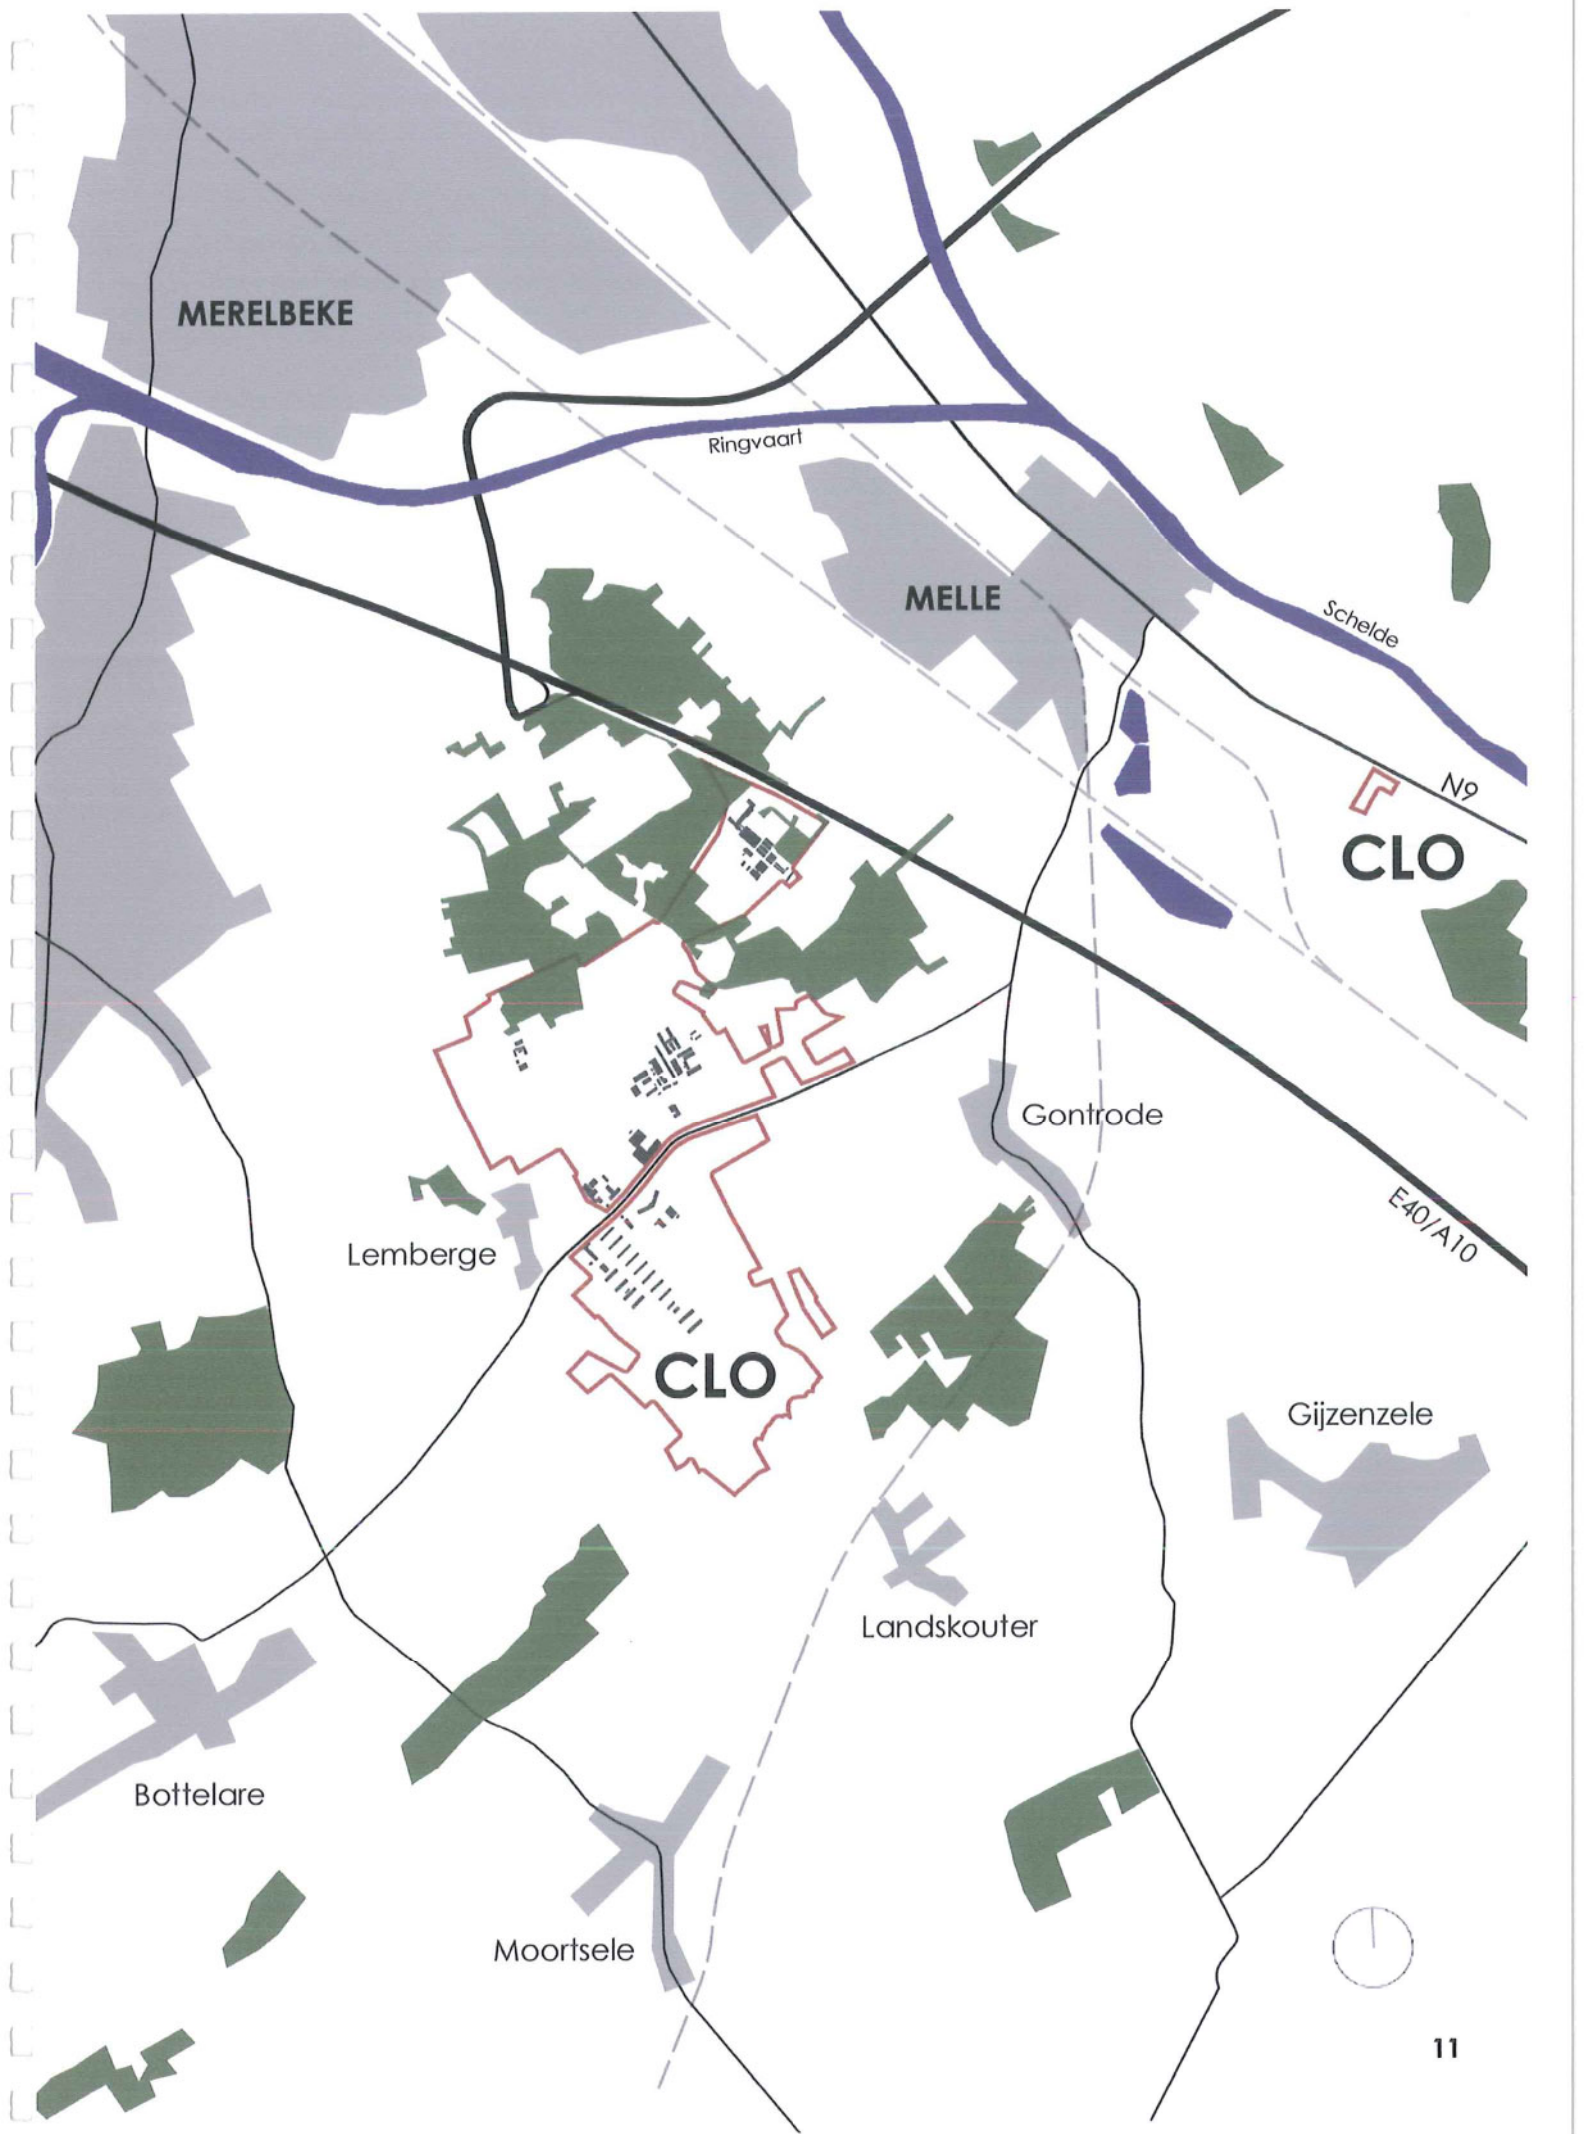 MERELBEKE
Ringvaart
MELLE
Schelde
N9
CLO
Gontrode
E40/A10
Lemberge
CLO
Gijzenzele
Landskouter
Bottelare
Moortsele
11